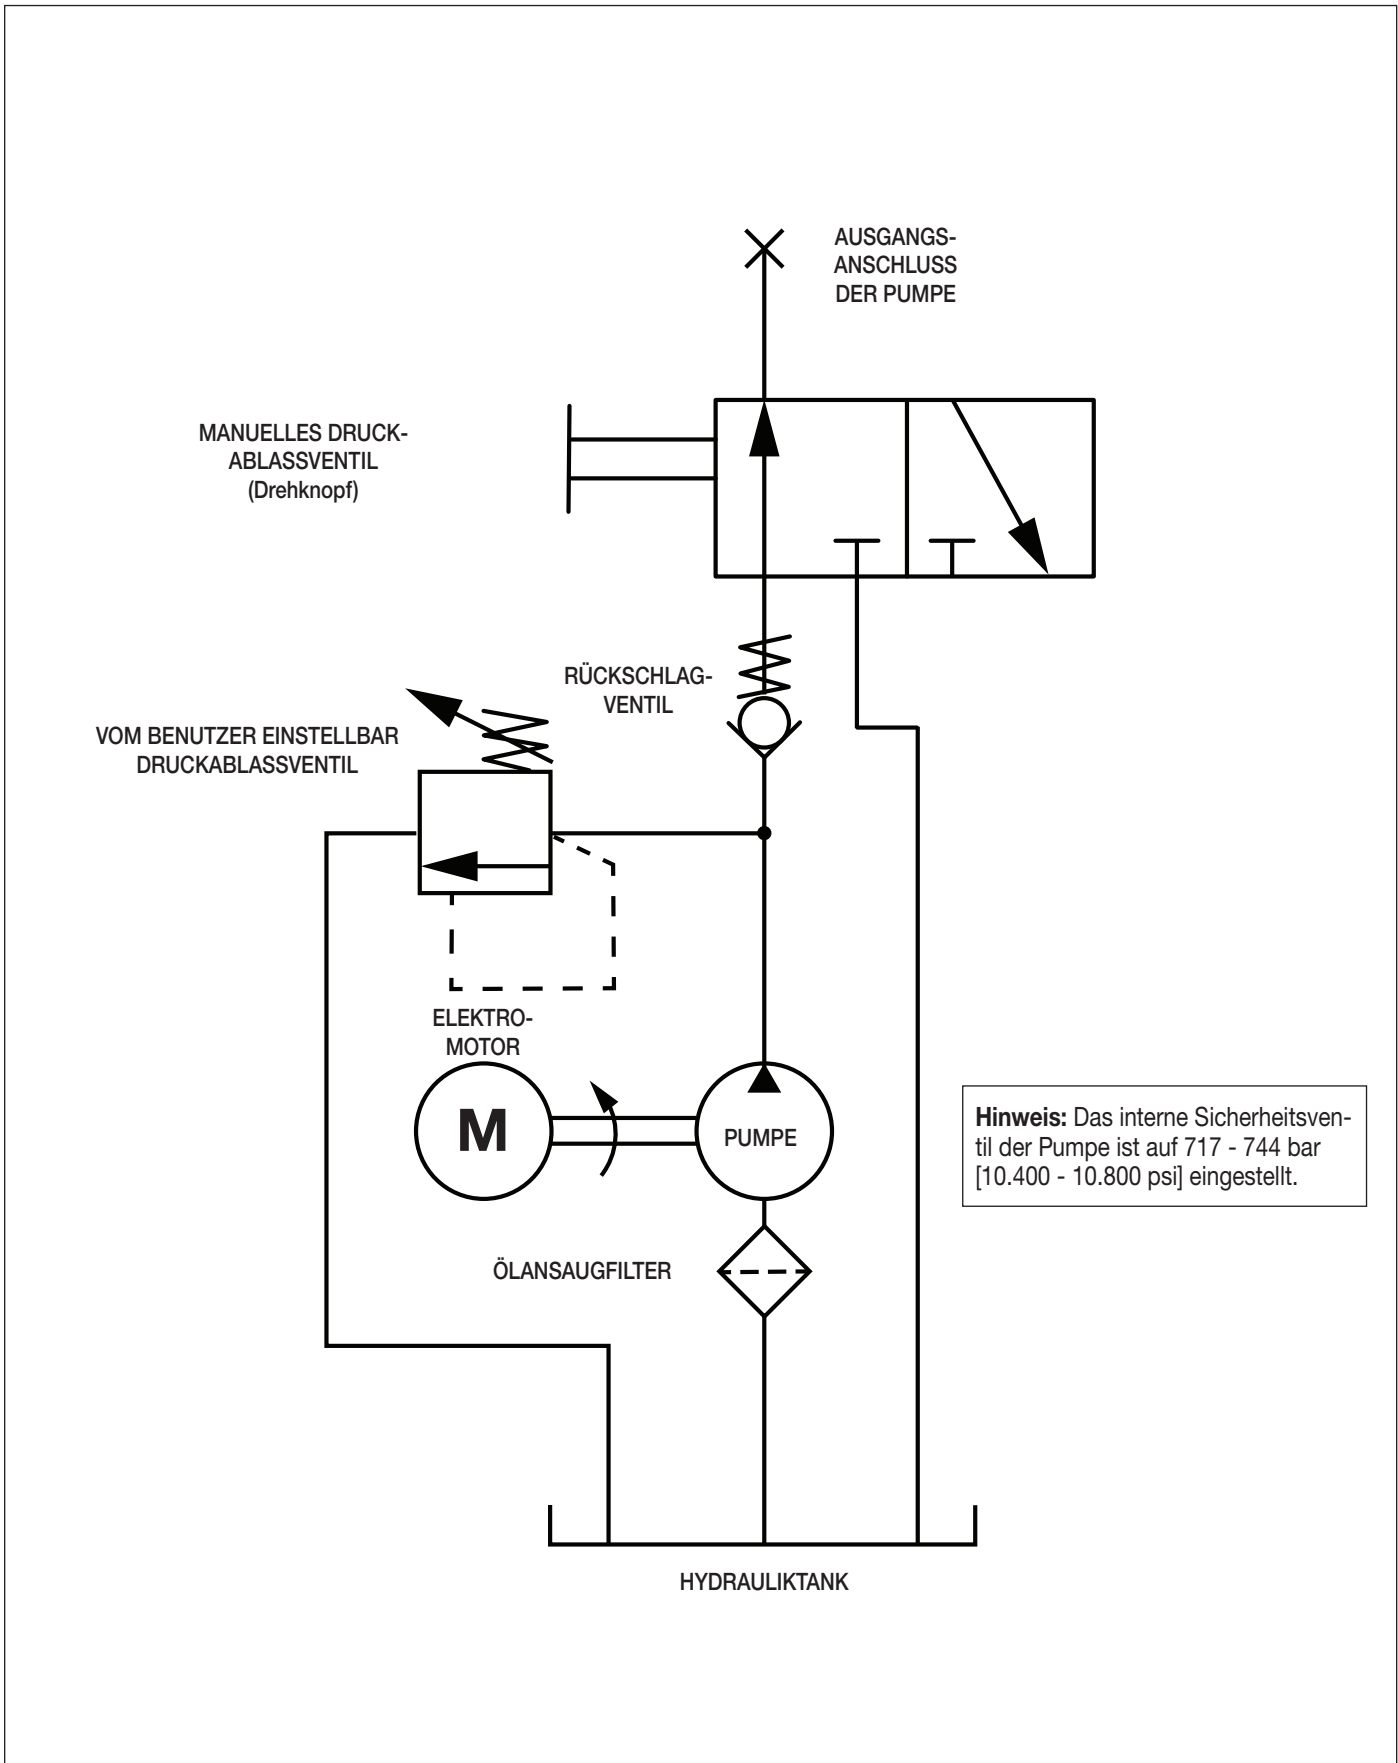 AUSGANGS-
ANSCHLUSS
DER PUMPE
MANUELLES DRUCK-
ABLASSVENTIL
(Drehknopf)
RÜCKSCHLAG-
VENTIL
VOM BENUTZER EINSTELLBAR
DRUCKABLASSVENTIL
ELEKTRO-
MOTOR
M
PUMPE
Hinweis: Das interne Sicherheitsven-
til der Pumpe ist auf 717 - 744 bar
[10.400 - 10.800 psi] eingestellt.
ÖLANSAUGFILTER
HYDRAULIKTANK